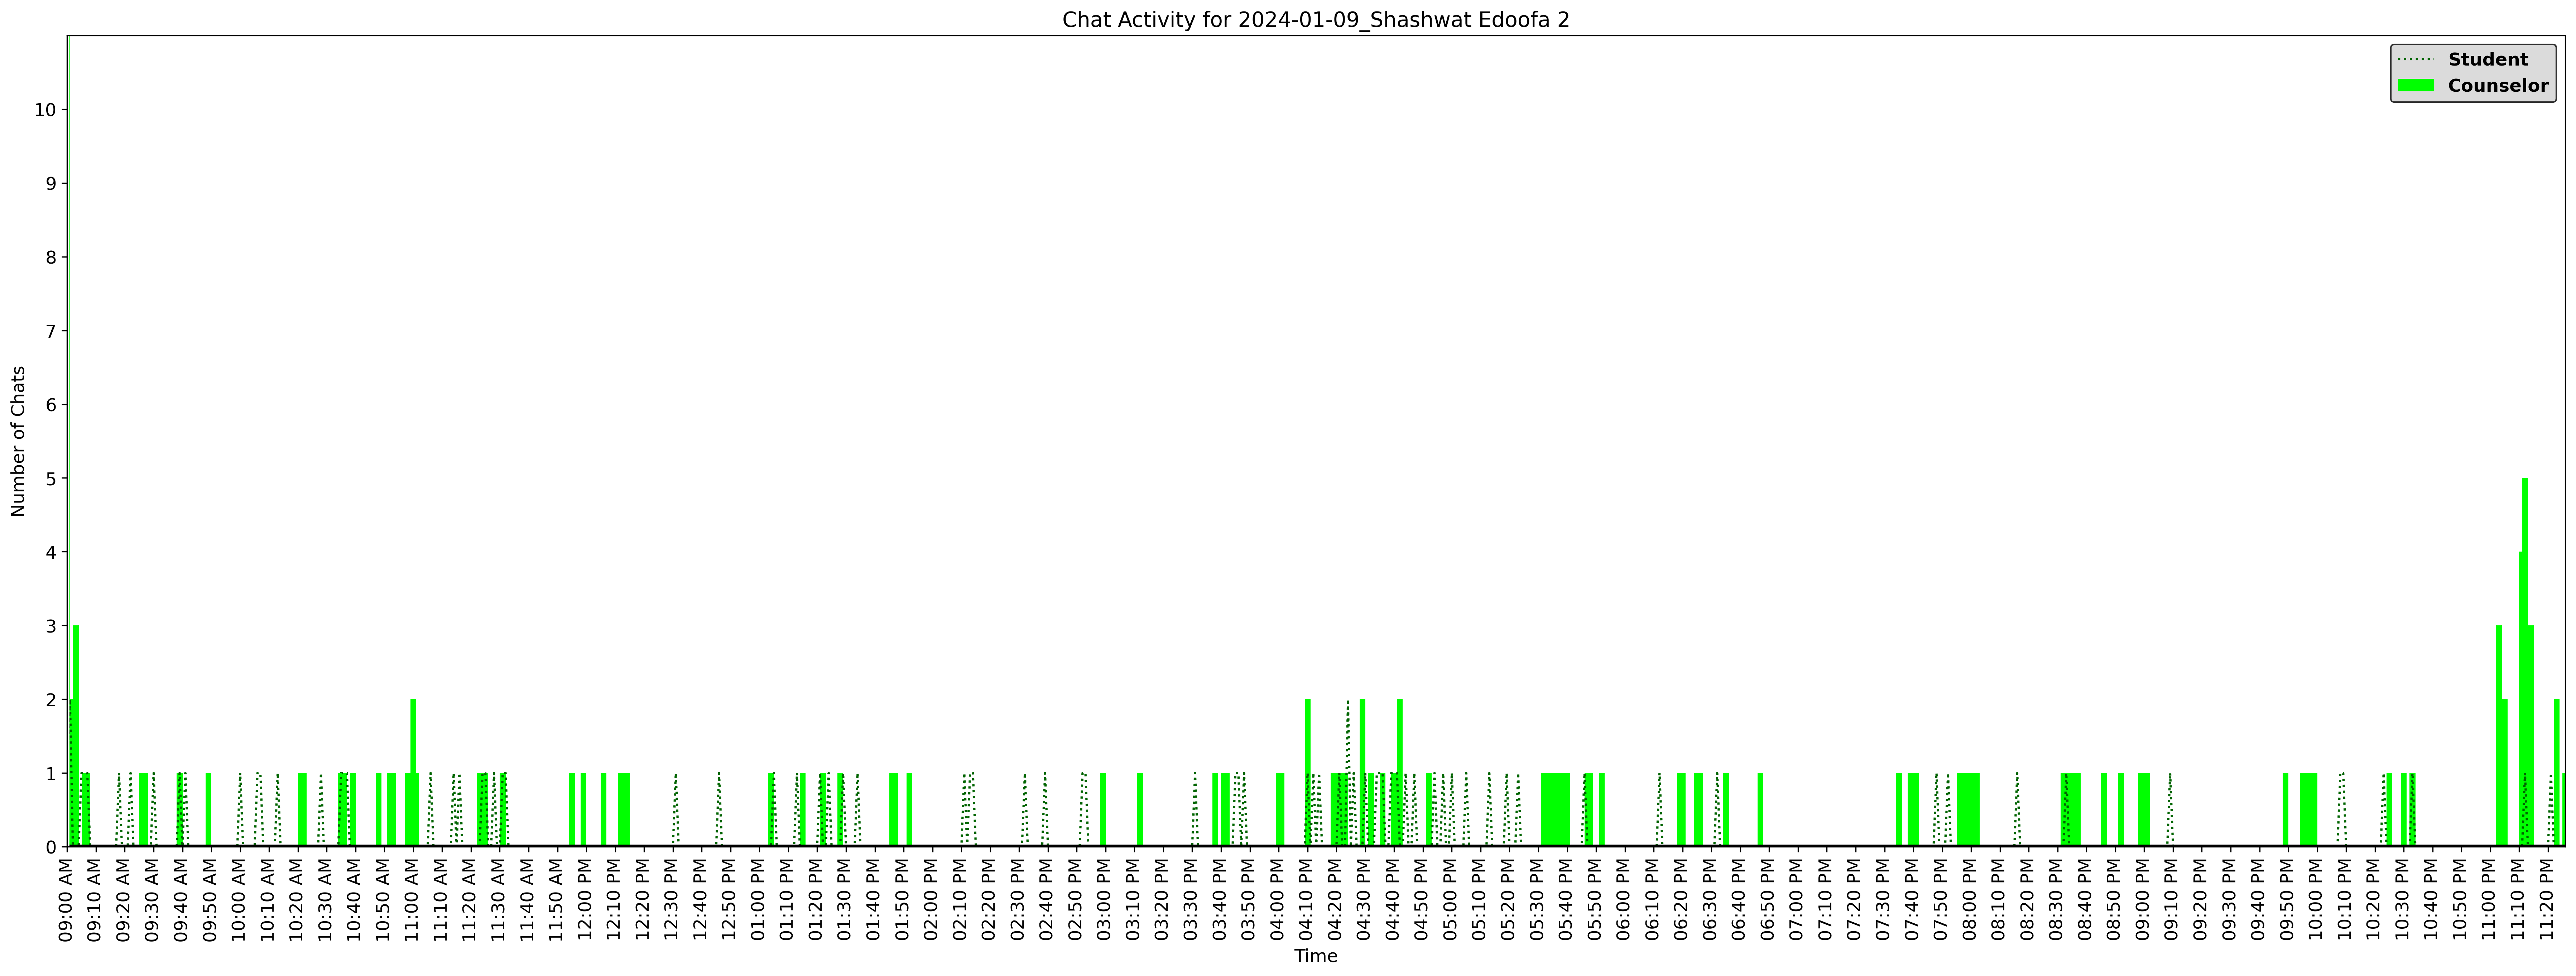 Chat Activity for 2024-01-09_Shashwat Edoofa 2
Student
Counselor
10
9
8
7
6
5
4
3
2
1
0
Number of Chats
09:00 AM
09:10 AM
09:20 AM
09:30 AM
09:40 AM
09:50 AM
10:00 AM
10:10 AM
10:20 AM
10:30 AM
10:40 AM
10:50 AM
11:00 AM
11:10 AM
11:20 AM
11:30 AM
11:40 AM
11:50 AM
12:00 PM
12:10 PM
12:20 PM
12:30 PM
12:40 PM
12:50 PM
01:00 PM
01:10 PM
01:20 PM
01:30 PM
01:40 PM
01:50 PM
02:00 PM
02:10 PM
02:20 PM
02:30 PM
02:40 PM
02:50 PM
03:00 PM
03:10 PM
03:20 PM
03:30 PM
03:40 PM
03:50 PM
04:00 PM
04:10 PM
04:20 PM
04:30 PM
04:40 PM
04:50 PM
05:00 PM
05:10 PM
05:20 PM
05:30 PM
05:40 PM
05:50 PM
06:00 PM
06:10 PM
06:20 PM
06:30 PM
06:40 PM
06:50 PM
07:00 PM
07:10 PM
07:20 PM
07:30 PM
07:40 PM
07:50 PM
08:00 PM
08:10 PM
08:20 PM
08:30 PM
08:40 PM
08:50 PM
09:00 PM
09:10 PM
09:20 PM
09:30 PM
09:40 PM
09:50 PM
10:00 PM
10:10 PM
10:20 PM
10:30 PM
10:40 PM
10:50 PM
11:00 PM
11:10 PM
11:20 PM
Time